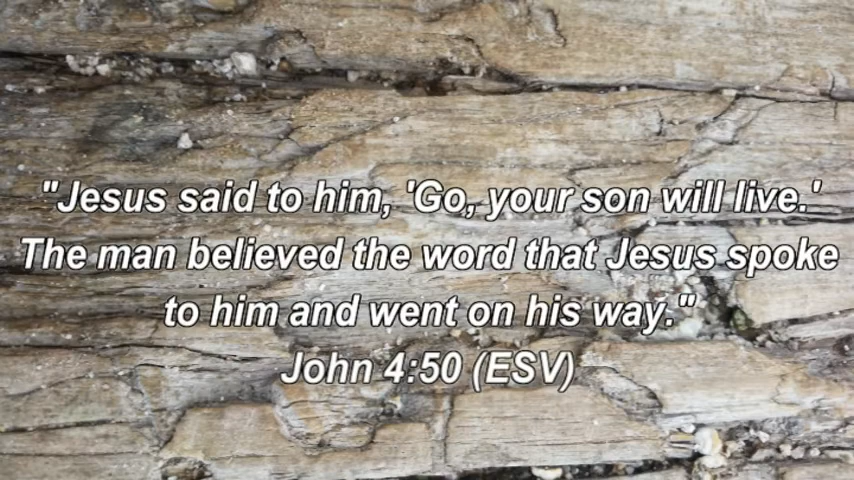 "Jesus said to him, 'Go, your son will live.'
The man believed the word that Jesus spoke
to him and went on his way."
John 4:50 (ESV)